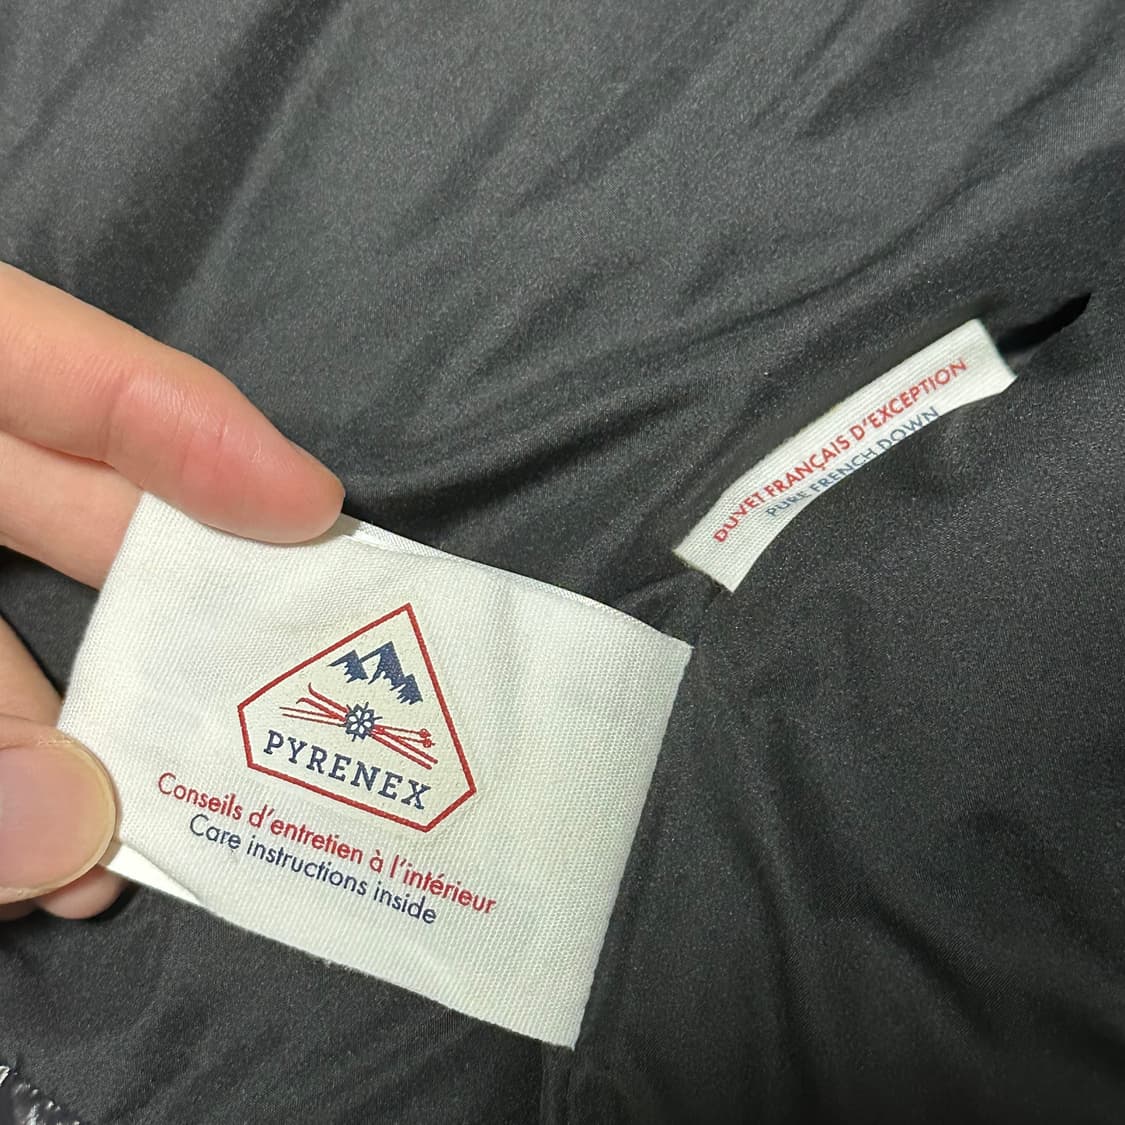 DUVET FRANÇAIS D'EXCEPTION
PURE FRENCH DOWN
PYRENEX
Conseils d'entretien à l'intérieur
Care instructions inside